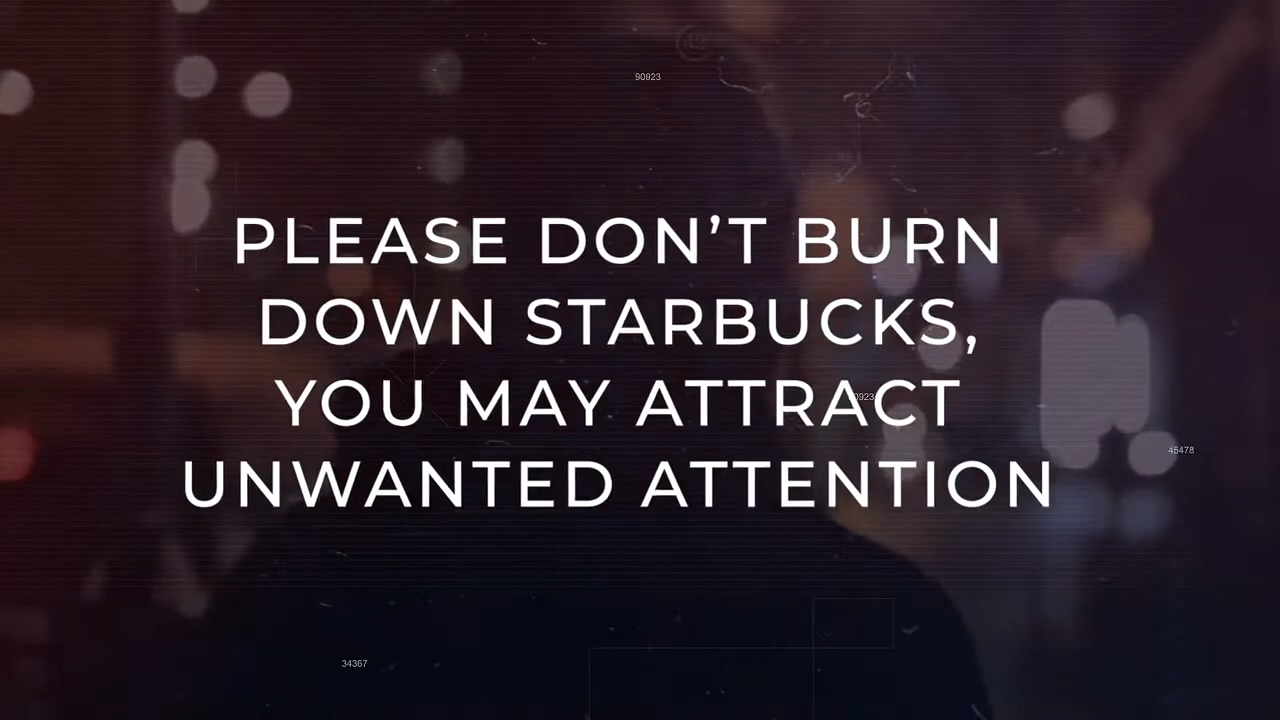 90923
PLEASE DON’T BURN
DOWN STARBUCKS,
YOU MAY ATTRACT
UNWANTED ATTENTION
45478
34367